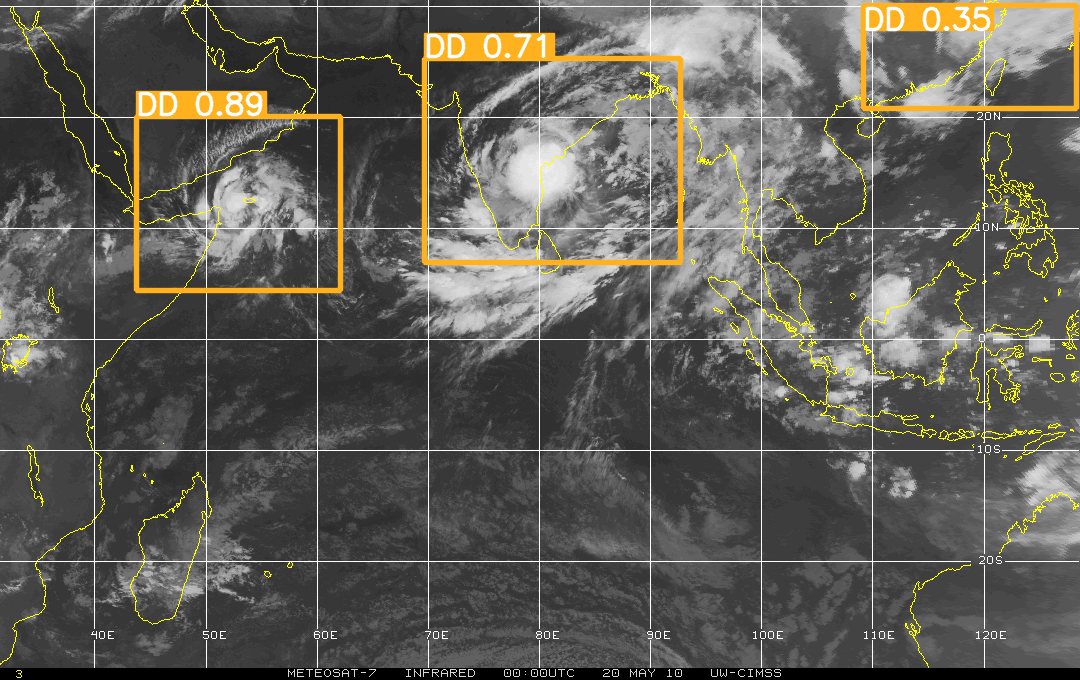 DD 0.35
DD 0.71
DD 0.89
20N
10N
0
10S
20S
40E 50E 60E 70E 80E 90E 100E 110E 120E
3 METEOSAT-7 INFRARED 00:00UTC 20 MAY 10 UW-CIMSS